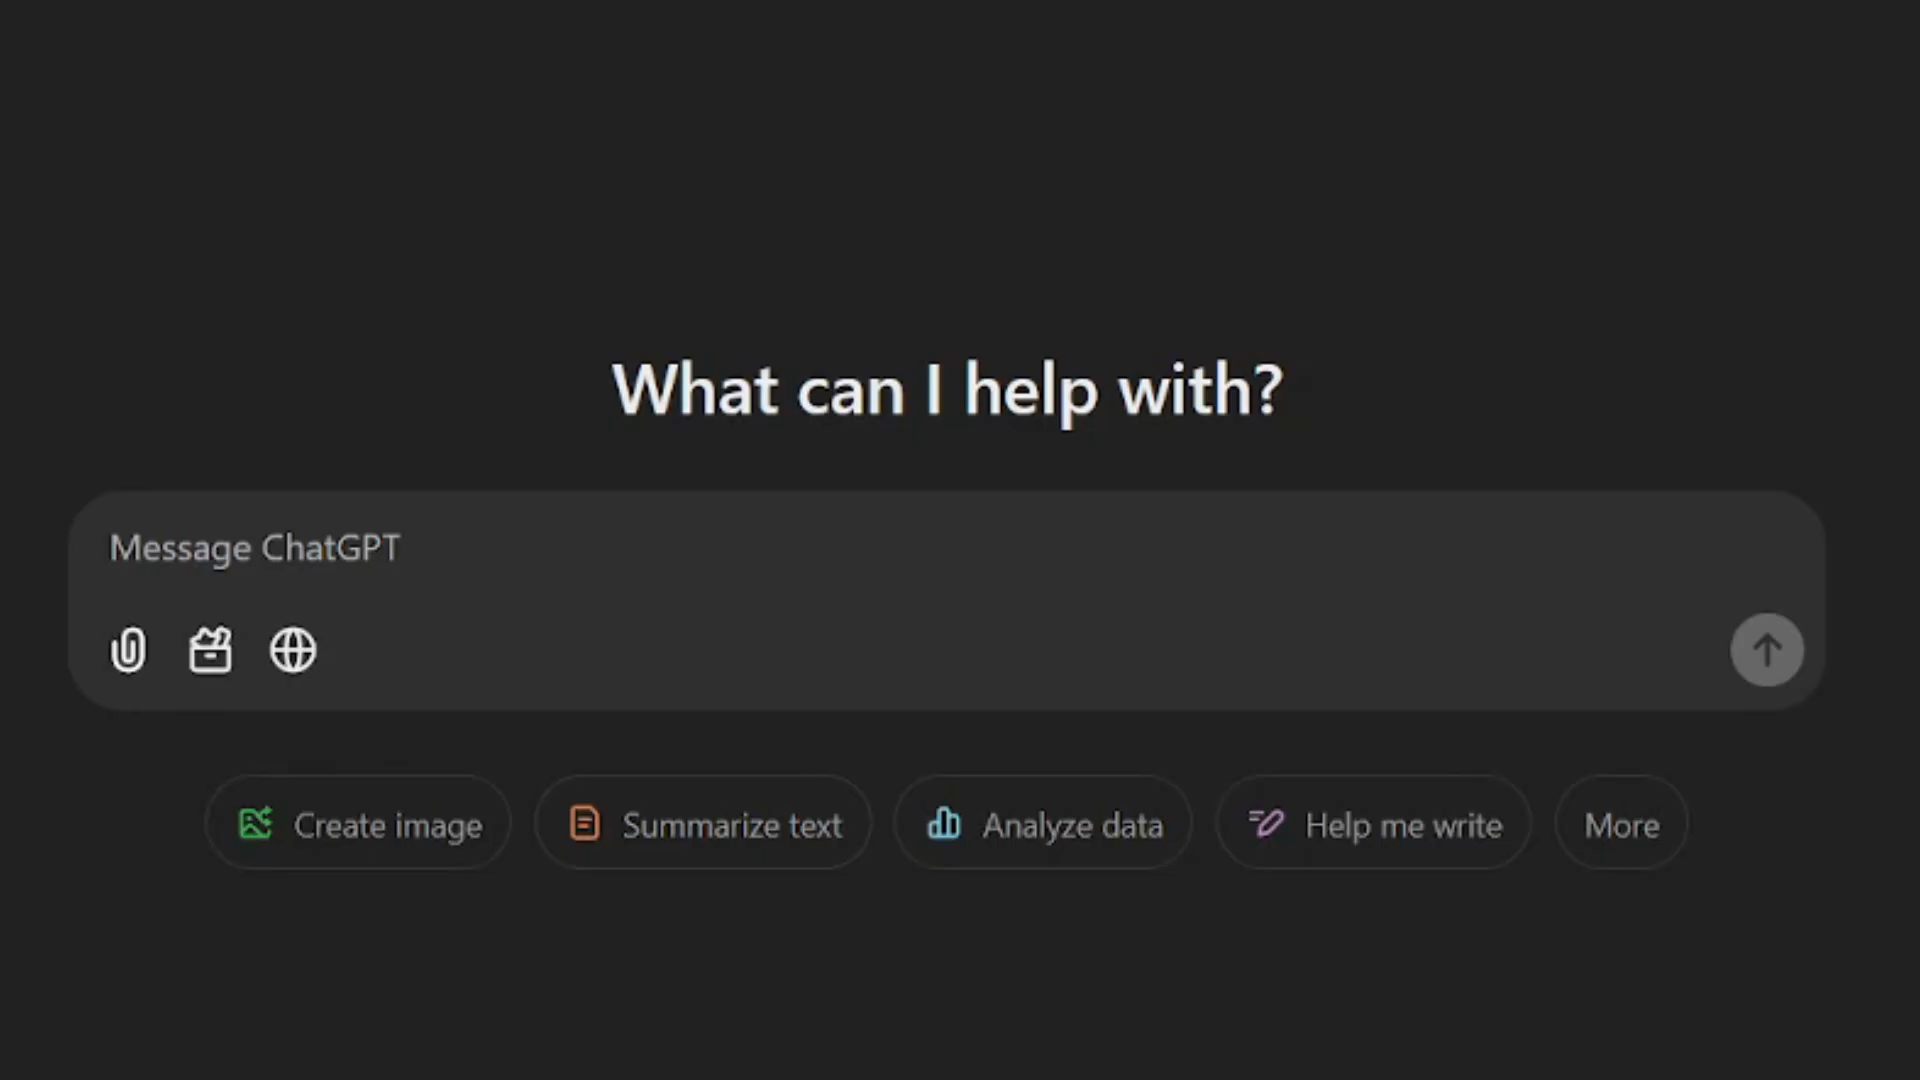 What can I help with?
Message ChatGPT
Create image
Summarize text
Analyze data
Help me write
More